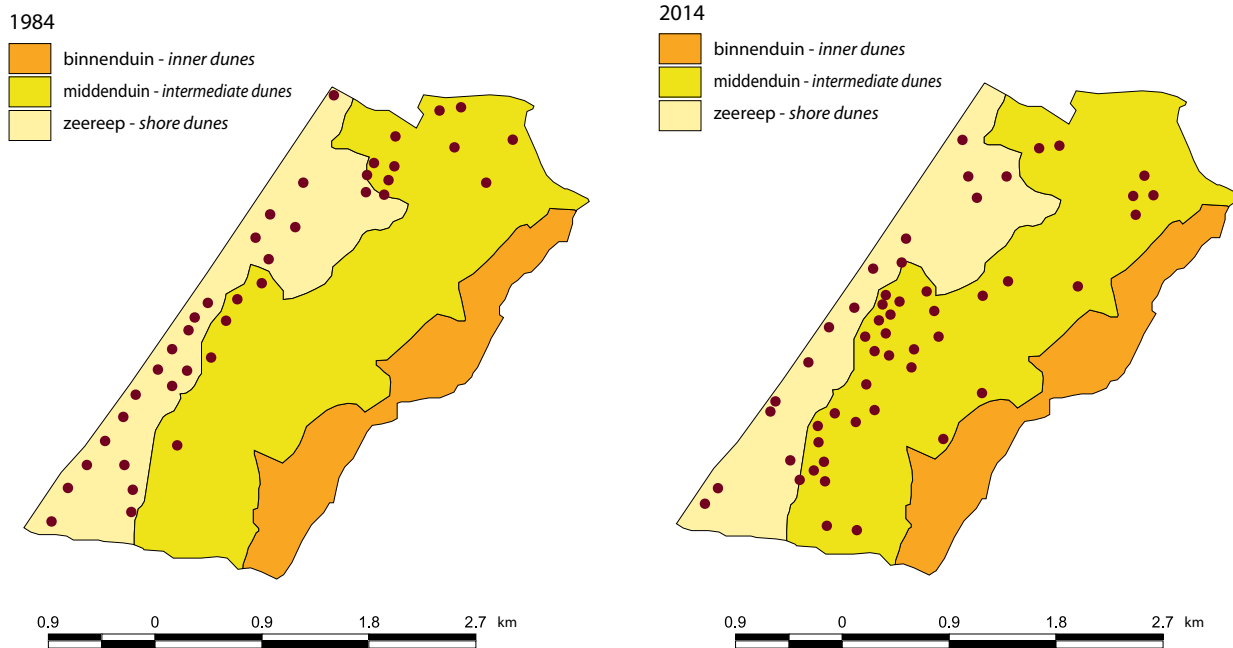 1984
binnenduin - inner dunes
middenduin - intermediate dunes
zeereep - shore dunes
0.9 0 0.9 1.8 2.7 km
2014
binnenduin - inner dunes
middenduin - intermediate dunes
zeereep - shore dunes
0.9 0 0.9 1.8 2.7 km